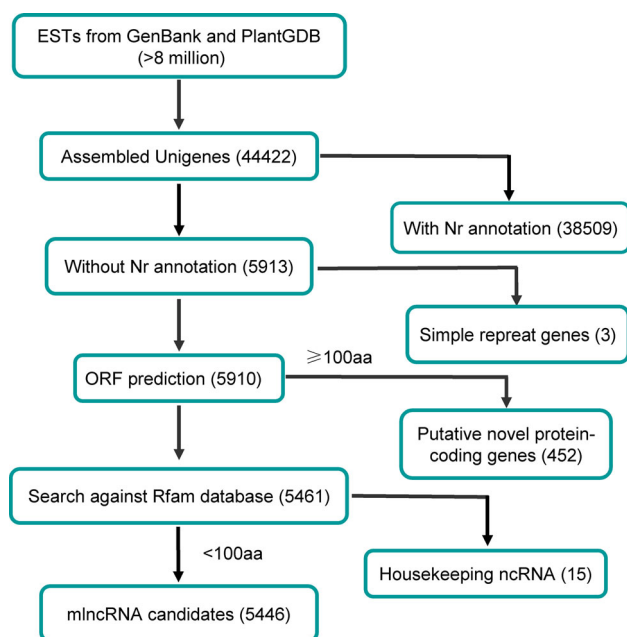 ESTs from GenBank and PlantGDB
(>8 million)
Assembled Unigenes (44422)
With Nr annotation (38509)
Without Nr annotation (5913)
Simple repreat genes (3)
≥100aa
ORF prediction (5910)
Putative novel protein-
coding genes (452)
Search against Rfam database (5461)
<100aa
Housekeeping ncRNA (15)
mlncRNA candidates (5446)